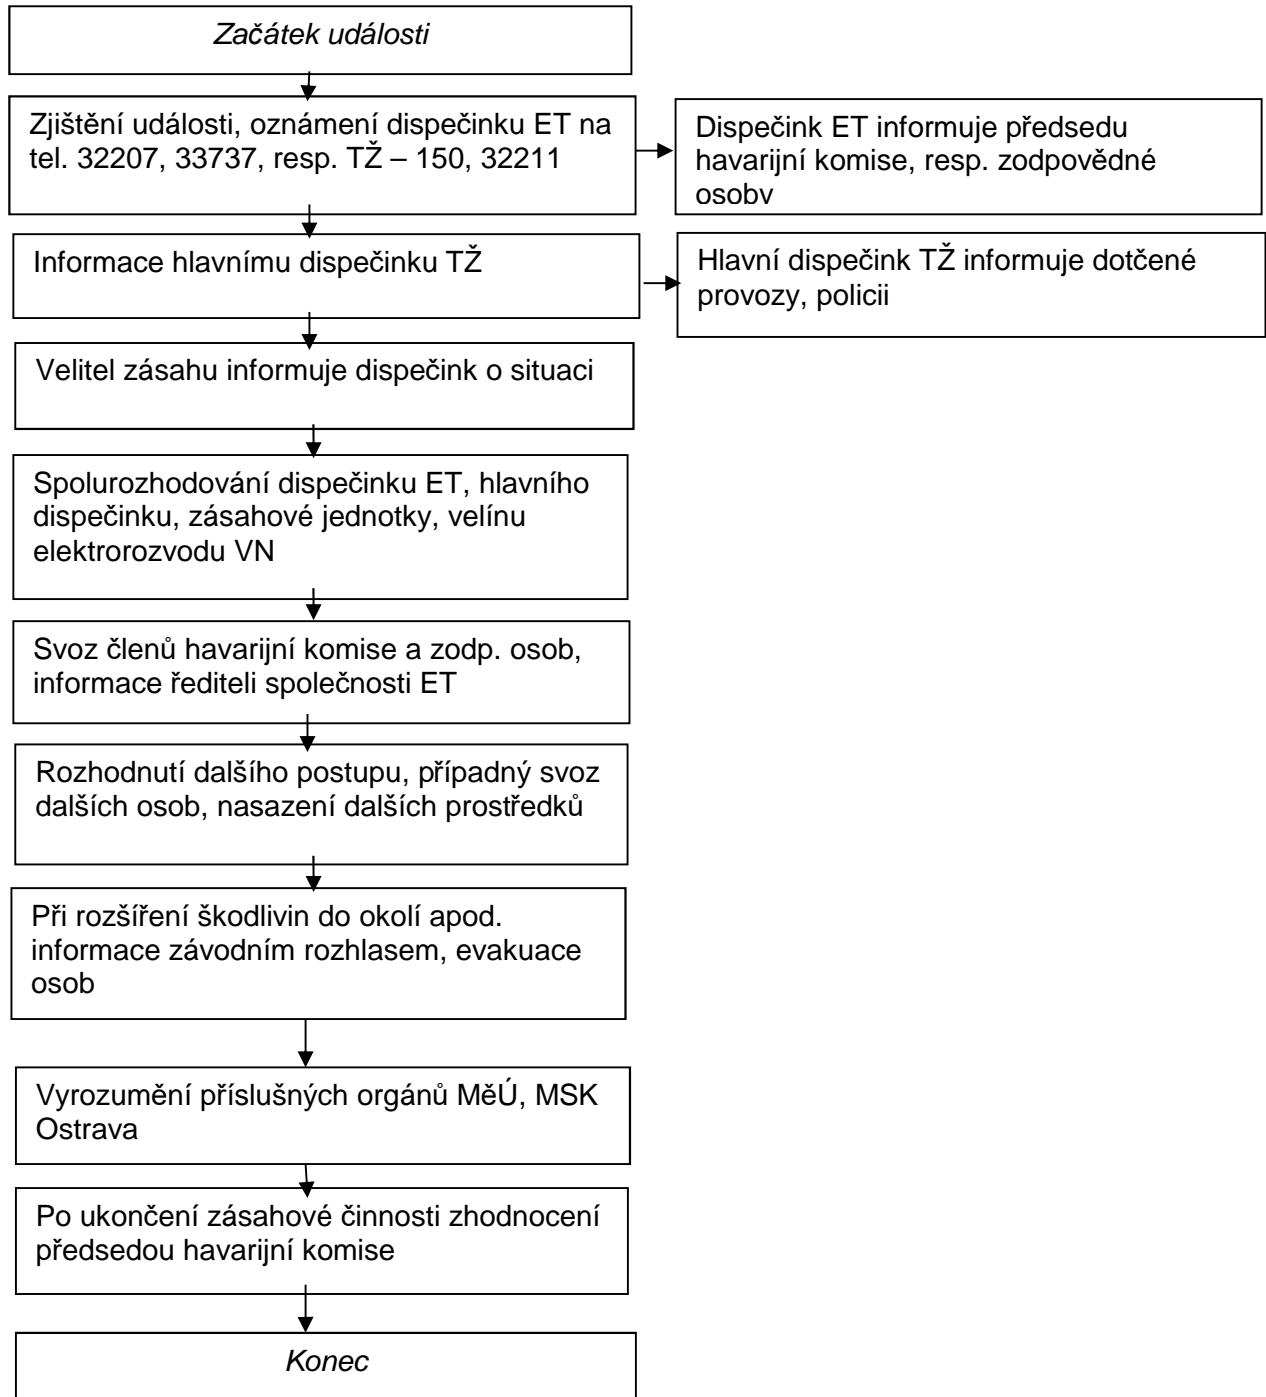 Začátek události
Zjištění události, oznámení dispečinku ET na
tel. 32207, 33737, resp. TŽ – 150, 32211
Dispečink ET informuje předsedu
havarijní komise, resp. zodpovědné
osoby
Informace hlavnímu dispečinku TŽ
Hlavní dispečink TŽ informuje dotčené
provozy, policii
Velitel zásahu informuje dispečink o situaci
Spolurozhodování dispečinku ET, hlavního
dispečinku, zásahové jednotky, velínu
elektrorozvodu VN
Svoz členů havarijní komise a zodp. osob,
informace řediteli společnosti ET
Rozhodnutí dalšího postupu, případný svoz
dalších osob, nasazení dalších prostředků
Při rozšíření škodlivin do okolí apod.
informace závodním rozhlasem, evakuace
osob
Vyrozumění příslušných orgánů MěÚ, MSK
Ostrava
Po ukončení zásahové činnosti zhodnocení
předsedou havarijní komise
Konec